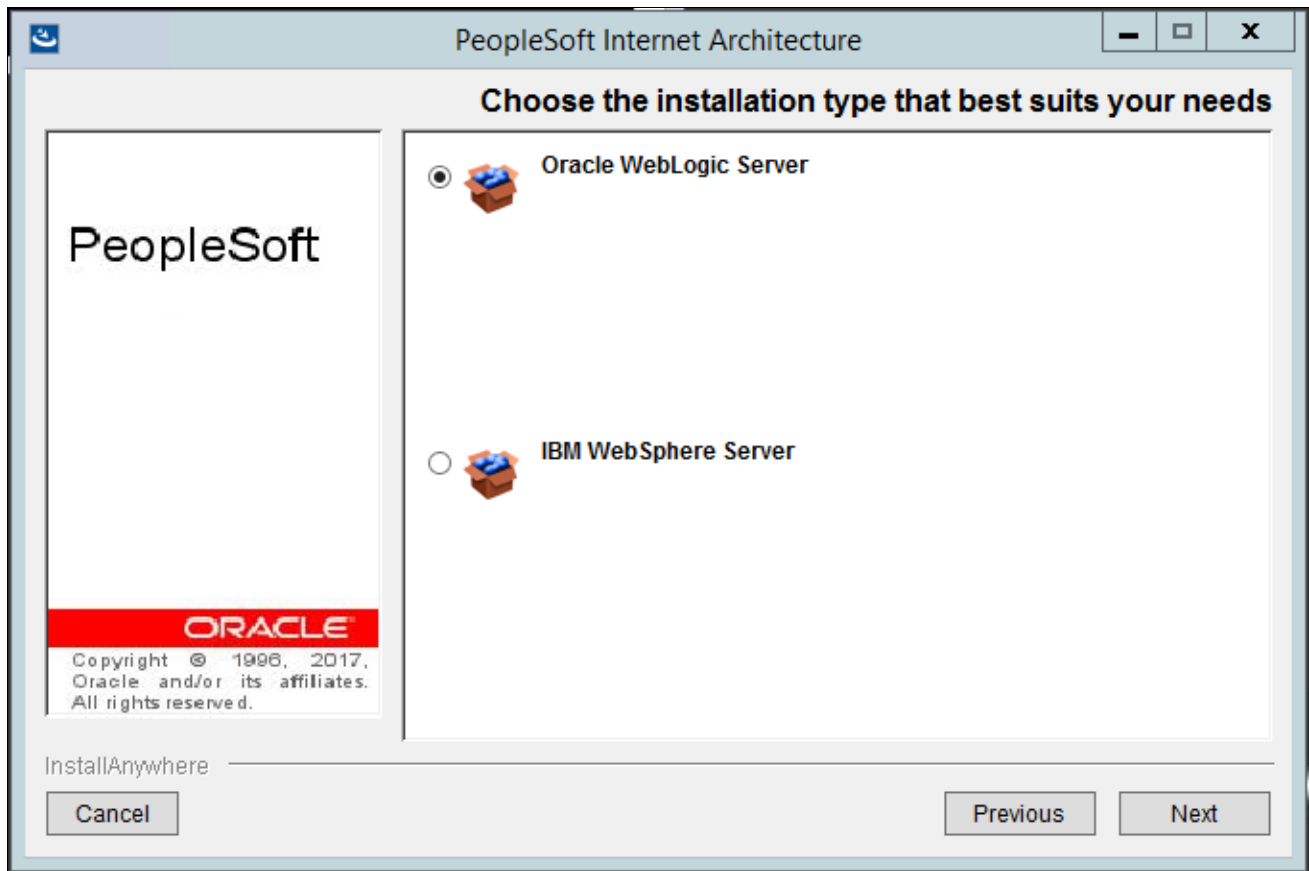 PeopleSoft Internet Architecture
Choose the installation type that best suits your needs
PeopleSoft
Oracle WebLogic Server
IBM WebSphere Server
ORACLE
Copyright © 1996, 2017,
Oracle and/or its affiliates.
All rights reserved.
InstallAnywhere
Cancel
Previous
Next